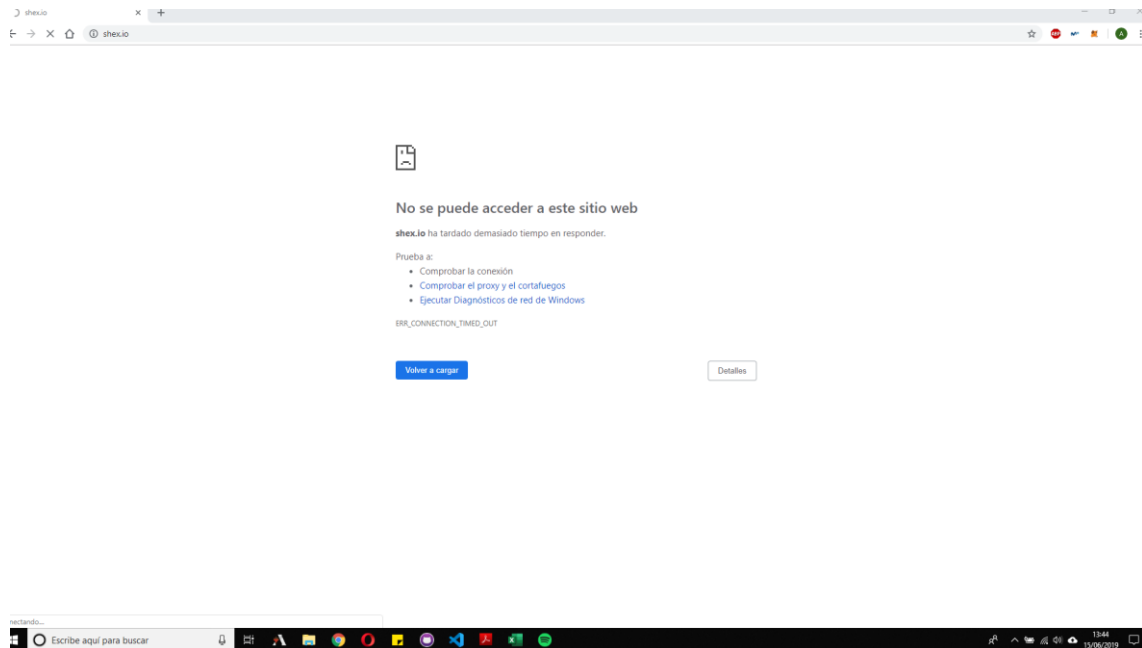 shex.io
shex.io
ABP
A
No se puede acceder a este sitio web
shex.io ha tardado demasiado tiempo en responder.
Prueba a:
Comprobar la conexión
Comprobar el proxy y el cortafuegos
Ejecutar Diagnósticos de red de Windows
ERR_CONNECTION_TIMED_OUT
Volver a cargar
Detalles
nectando...
Escribe aquí para buscar
13:44
15/06/2019